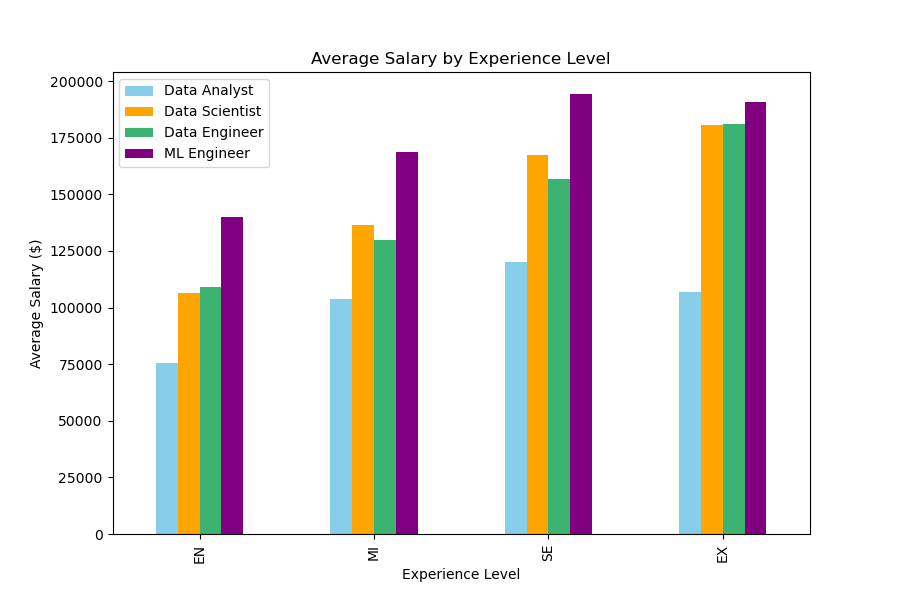 Average Salary by Experience Level
Data Analyst
Data Scientist
Data Engineer
ML Engineer
200000
175000
150000
125000
100000
75000
50000
25000
0
Average Salary ($)
EN
MI
SE
EX
Experience Level